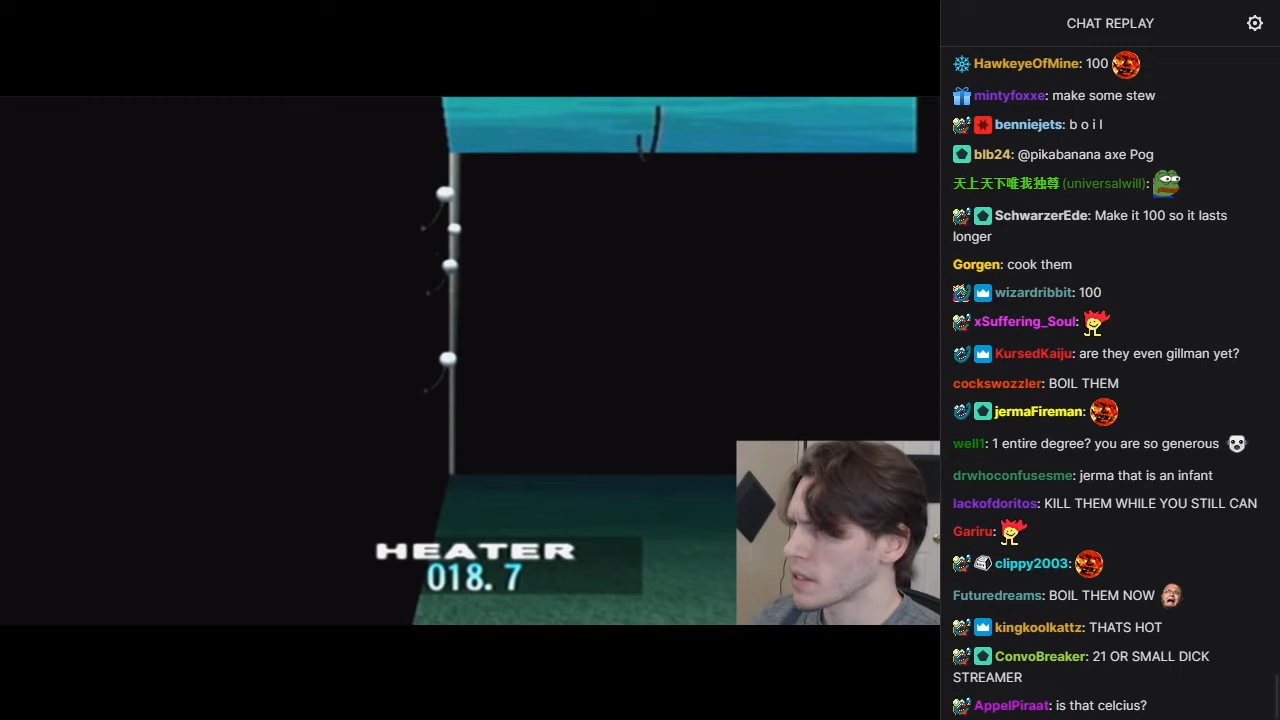 CHAT REPLAY
HawkeyeOfMine: 100
mintyfoxxe: make some stew
benniejets: b o i l
blb24: @pikabanana axe Pog
天上天下唯我独尊 (universalwill):
SchwarzerEde: Make it 100 so it lasts
longer
Gorgen: cook them
wizardribbit: 100
xSuffering_Soul:
KursedKaiju: are they even gillman yet?
cockswozzler: BOIL THEM
jermaFireman:
well1: 1 entire degree? you are so generous
drwhoconfusesme: jerma that is an infant
lackofdoritos: KILL THEM WHILE YOU STILL CAN
Gariru:
clippy2003:
Futuredreams: BOIL THEM NOW
kingkoolkattz: THATS HOT
ConvoBreaker: 21 OR SMALL DICK
STREAMER
AppelPiraat: is that celcius?
HEATER
018. 7